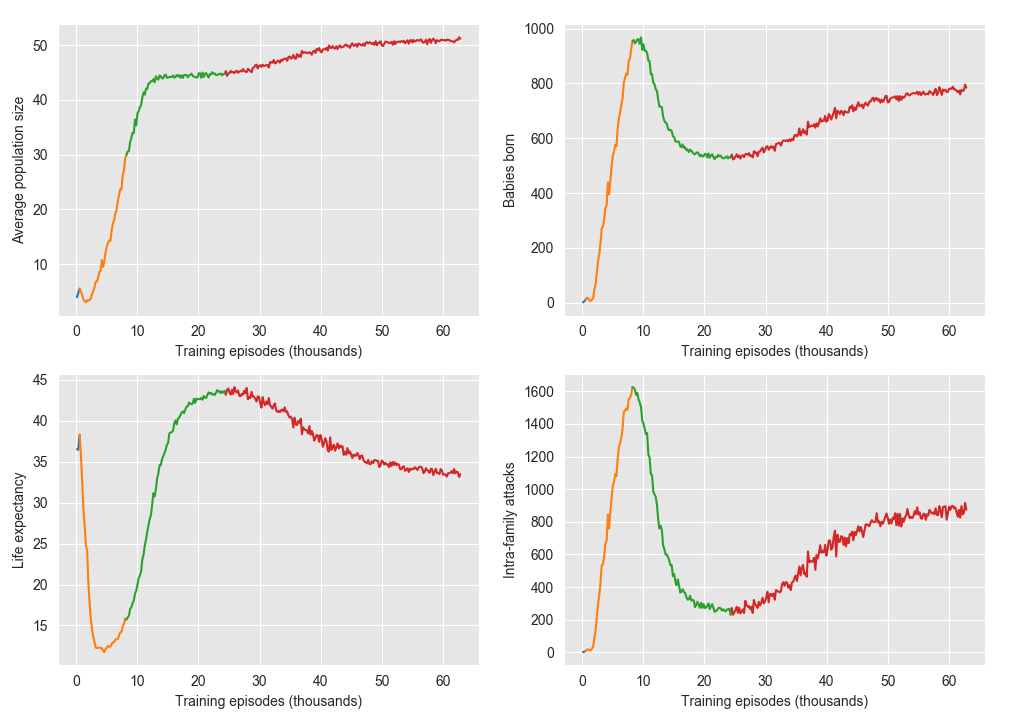 Average population size
50
40
30
20
10
0 10 20 30 40 50 60
Training episodes (thousands)
Babies born
1000
800
600
400
200
0
0 10 20 30 40 50 60
Training episodes (thousands)
Life expectancy
45
40
35
30
25
20
15
0 10 20 30 40 50 60
Training episodes (thousands)
Intra-family attacks
1600
1400
1200
1000
800
600
400
200
0
0 10 20 30 40 50 60
Training episodes (thousands)